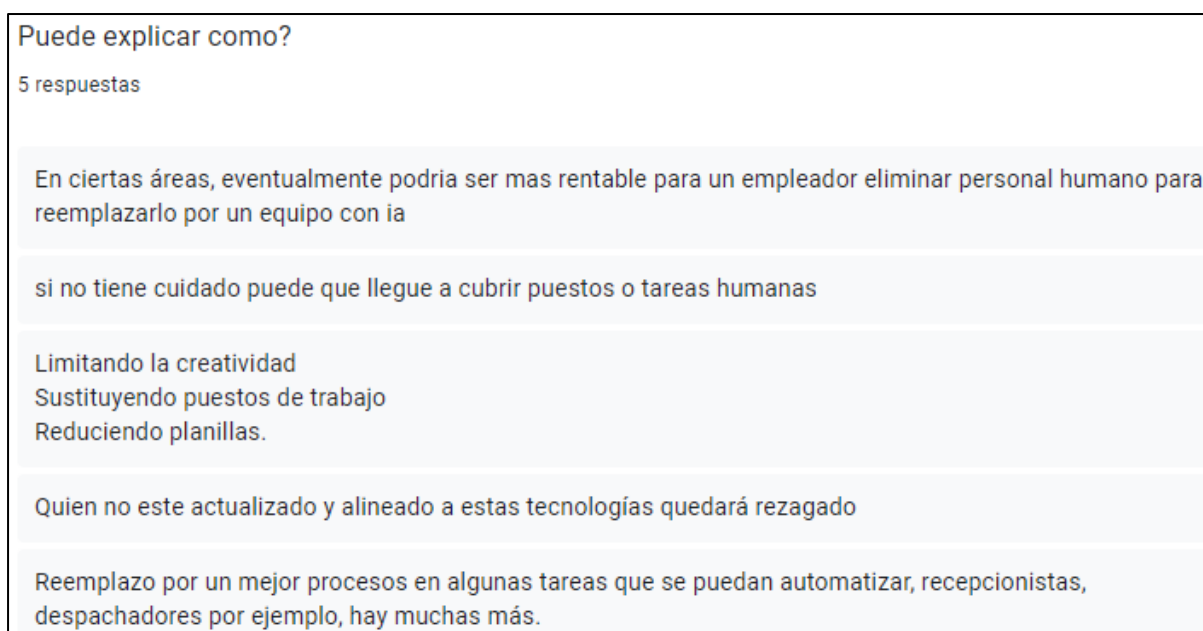 Puede explicar como?
5 respuestas
En ciertas áreas, eventualmente podria ser mas rentable para un empleador eliminar personal humano para
reemplazarlo por un equipo con ia
si no tiene cuidado puede que llegue a cubrir puestos o tareas humanas
Limitando la creatividad
Sustituyendo puestos de trabajo
Reduciendo planillas.
Quien no este actualizado y alineado a estas tecnologías quedará rezagado
Reemplazo por un mejor procesos en algunas tareas que se puedan automatizar, recepcionistas,
despachadores por ejemplo, hay muchas más.